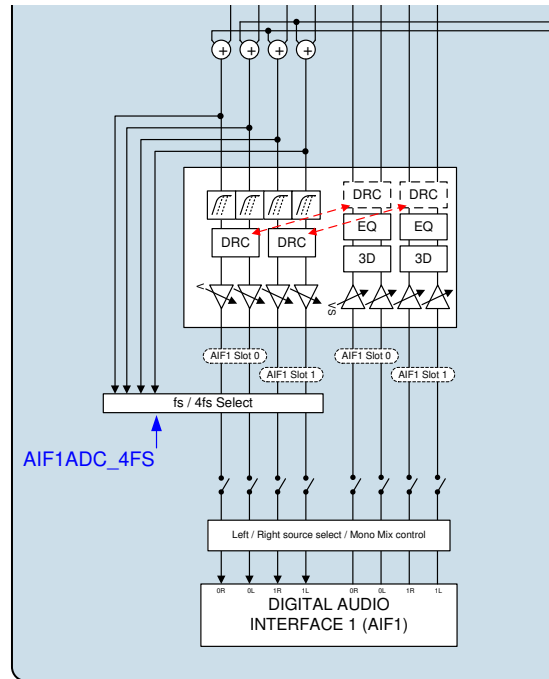 + + + +
DRC DRC
DRC DRC
EQ EQ
3D 3D
V
VS
AIF1 Slot 0 AIF1 Slot 0
AIF1 Slot 1 AIF1 Slot 1
fs / 4fs Select
AIF1ADC_4FS
Left / Right source select / Mono Mix control
0R 0L 1R 1L 0R 0L 1R 1L
DIGITAL AUDIO
INTERFACE 1 (AIF1)